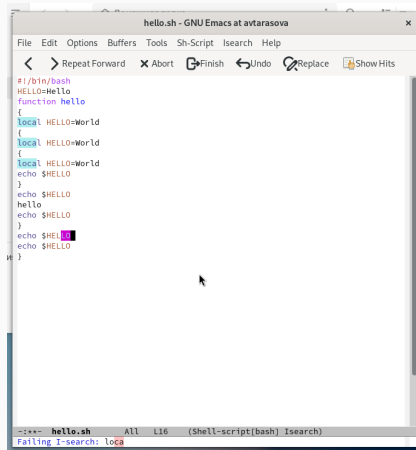 hello.sh - GNU Emacs at avtarasova
File Edit Options Buffers Tools Sh-Script Isearch Help
Repeat Forward Abort Finish Undo Replace Show Hits
#!/bin/bash
HELLO=Hello
function hello
{
local HELLO=World
{
local HELLO=World
{
local HELLO=World
echo $HELLO
}
echo $HELLO
hello
echo $HELLO
}
echo $HELLO
echo $HELLO
}
-:**- hello.sh All L16 (Shell-script[bash] Isearch)
Failing I-search: loca